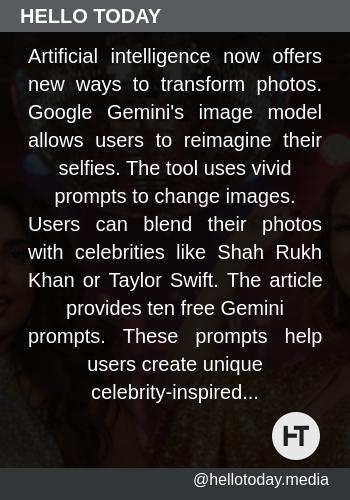 HELLO TODAY
Artificial intelligence now offers
new ways to transform photos.
Google Gemini's image model
allows users to reimagine their
selfies. The tool uses vivid
prompts to change images.
Users can blend their photos
with celebrities like Shah Rukh
Khan or Taylor Swift. The article
provides ten free Gemini
prompts. These prompts help
users create unique
celebrity-inspired...
HT
@hellotoday.media